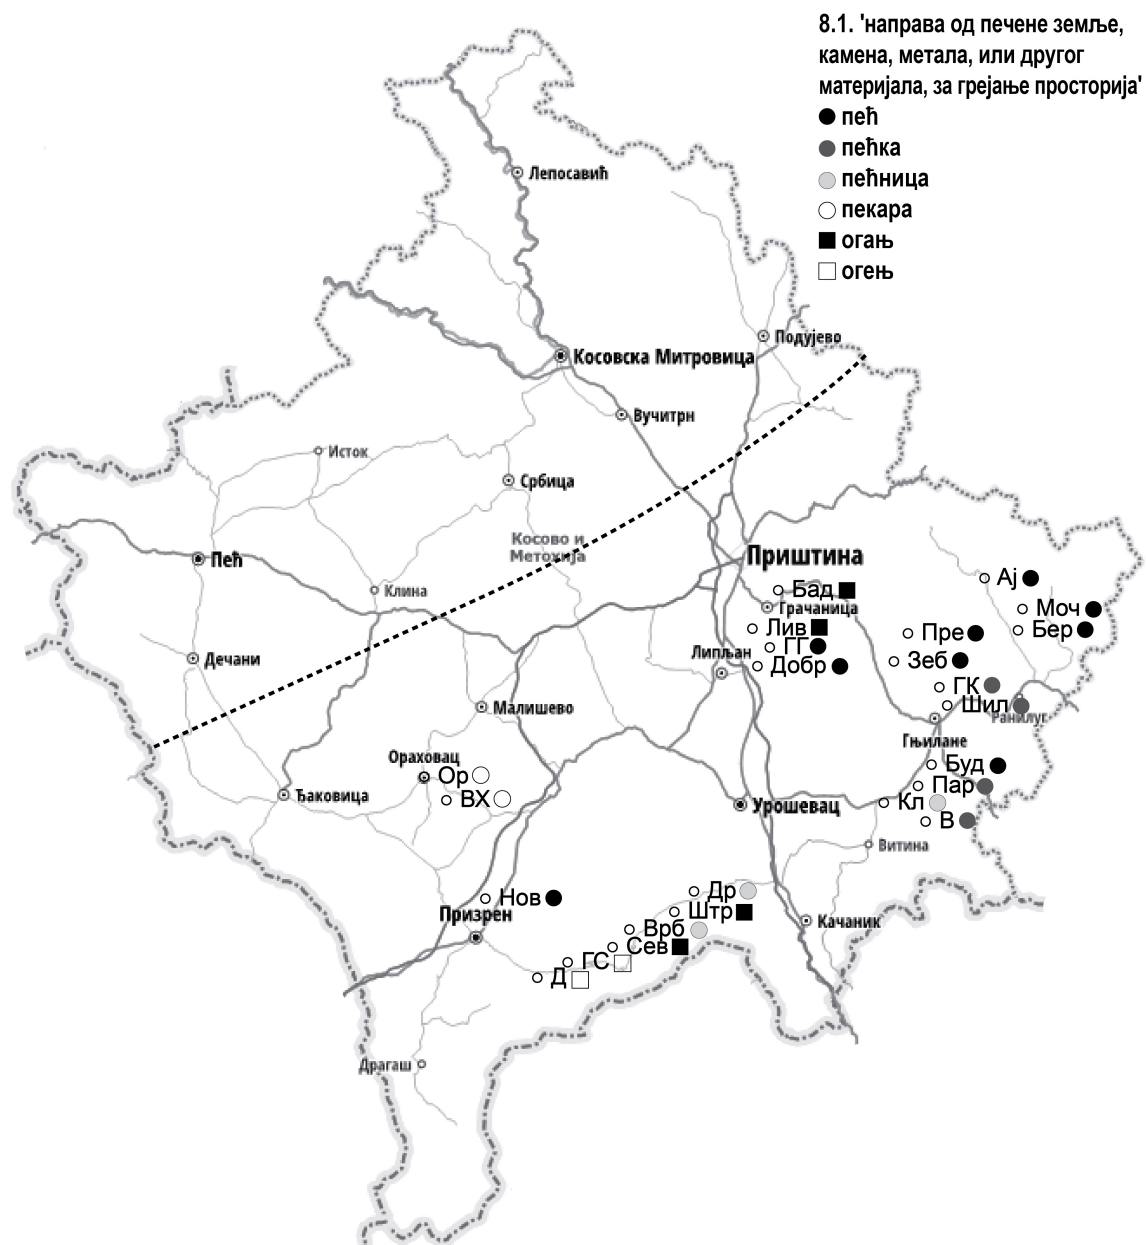 8.1. 'направа од печене земље,
камена, метала, или другог
материјала, за грејање просторија'
пећ
пећка
пећница
пекара
огањ
огењ
Лепосавић
Подујево
Косовска Митровица
Вучитрн
Исток
Србица
Косово и
Метохија
Приштина
Пећ
Клина
Ај
Бад
Грачаница
Моч
Лив
Пре
Бер
ГГ
Липљан
Дечани
Добр
Зеб
ГК
Шил
Ранилуг
Малишево
Гњилане
Ораховац
Ор
Буд
Ђаковица
ВХ
Пар
Урошевац
Кл
В
Витина
Нов
Др
Призрен
Штр
Качаник
Врб
Сев
ГС
Д
Драгаш